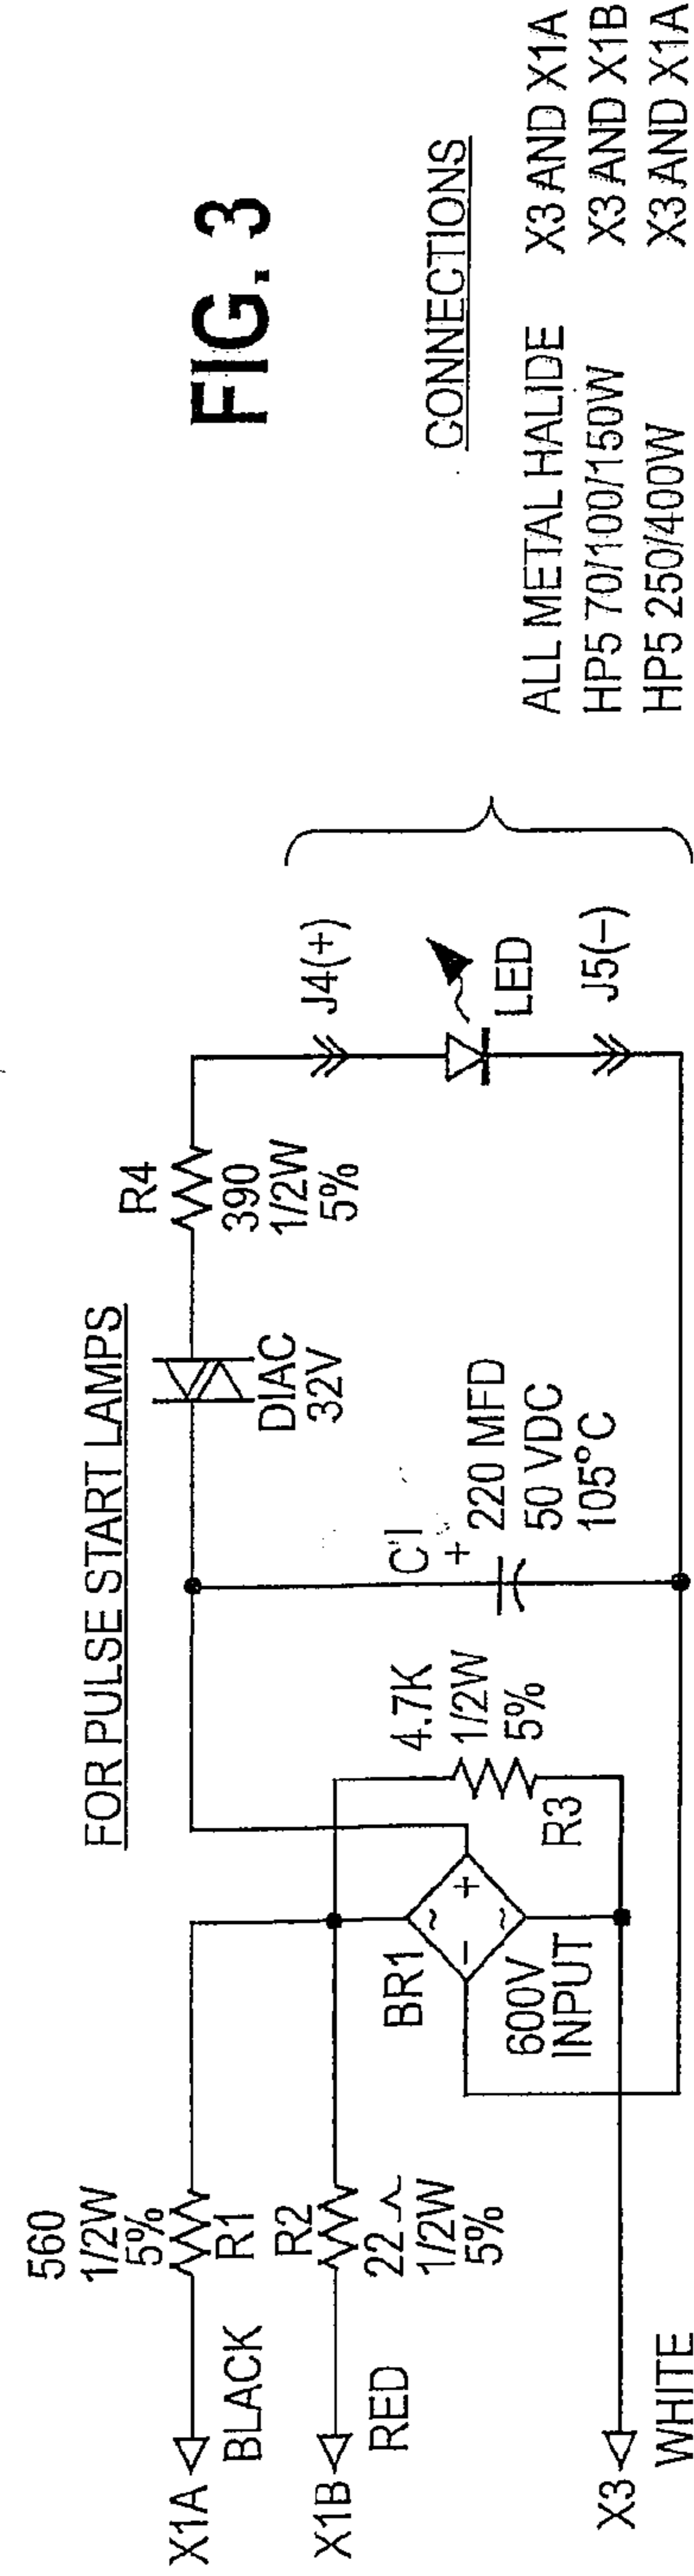 FIG. 3
FOR PULSE START LAMPS
X1A
BLACK
560
1/2W
5%
R1
X1B
RED
R2
22
1/2W
5%
X3
WHITE
BR1
~
+
-
~
600V
INPUT
4.7K
1/2W
5%
R3
C1
+
220 MFD
50 VDC
105°C
DIAC
32V
R4
390
1/2W
5%
J4(+)
LED
J5(-)
CONNECTIONS
ALL METAL HALIDE X3 AND X1A
HP5 70/100/150W X3 AND X1B
HP5 250/400W X3 AND X1A